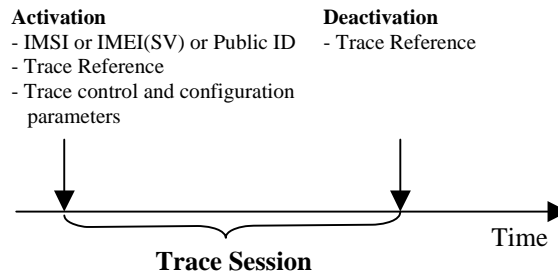 Activation
- IMSI or IMEI(SV) or Public ID
- Trace Reference
- Trace control and configuration
parameters
Deactivation
- Trace Reference
Time
Trace Session